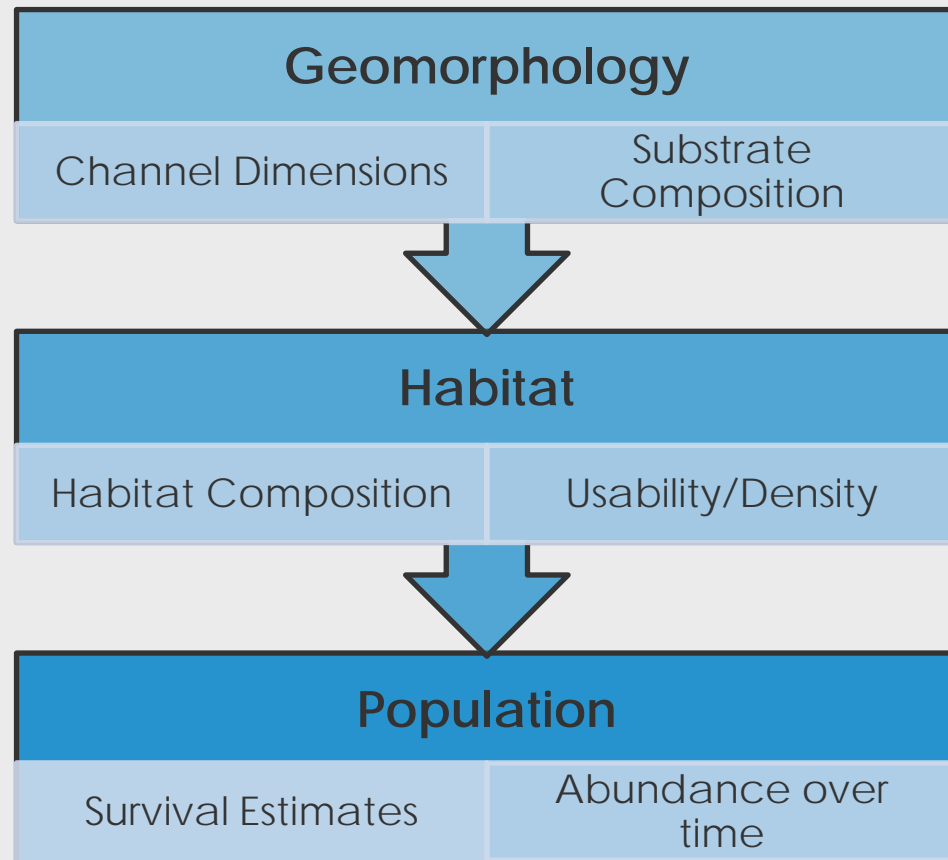 Geomorphology
Channel Dimensions
Substrate
Composition
Habitat
Habitat Composition
Usability/Density
Population
Survival Estimates
Abundance over
time